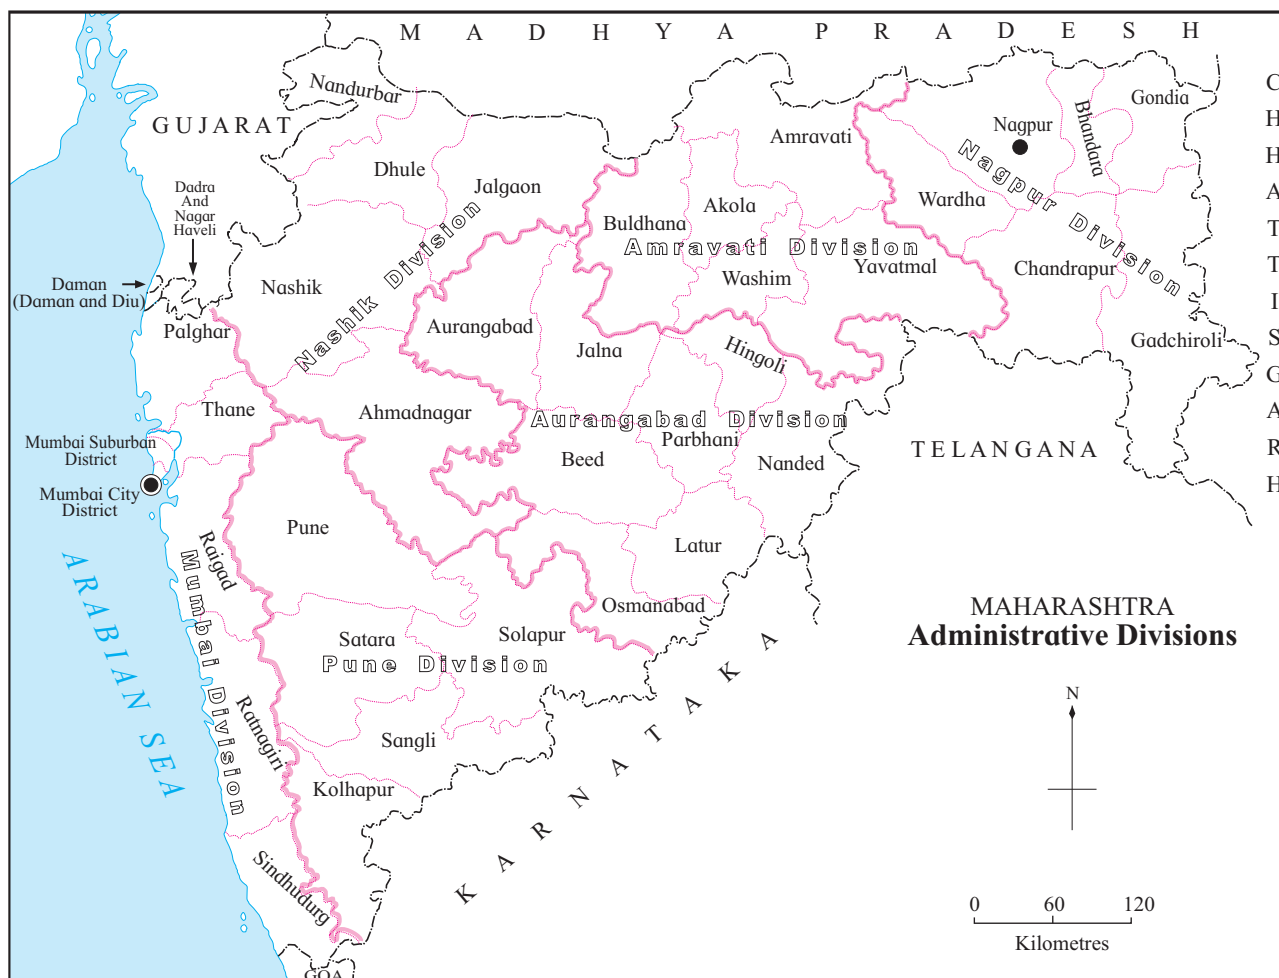 M A D H Y A P R A D E S H
C H H A T T I S G A R H
GUJARAT
Nandurbar
Dhule
Jalgaon
Dadra
And
Nagar
Haveli
Daman
(Daman and Diu)
Nashik
Nashik Division
Palghar
Thane
Ahmadnagar
Mumbai Suburban
District
Mumbai City
District
Buldhana
Akola
Amravati
Amravati Division
Washim
Yavatmal
Nagpur
Bhandara
Gondia
Wardha
Nagpur Division
Chandrapur
Gadchiroli
Aurangabad
Jalna
Hingoli
Aurangabad Division
Parbhani
Beed
Nanded
Latur
Osmanabad
TELANGANA
Pune
Satara
Solapur
Pune Division
Sangli
Kolhapur
Raigad
Mumbai Division
Ratnagiri
Sindhudurg
ARABIAN SEA
KARNATAKA
GOA
MAHARASHTRA
Administrative Divisions
N
0 60 120
Kilometres